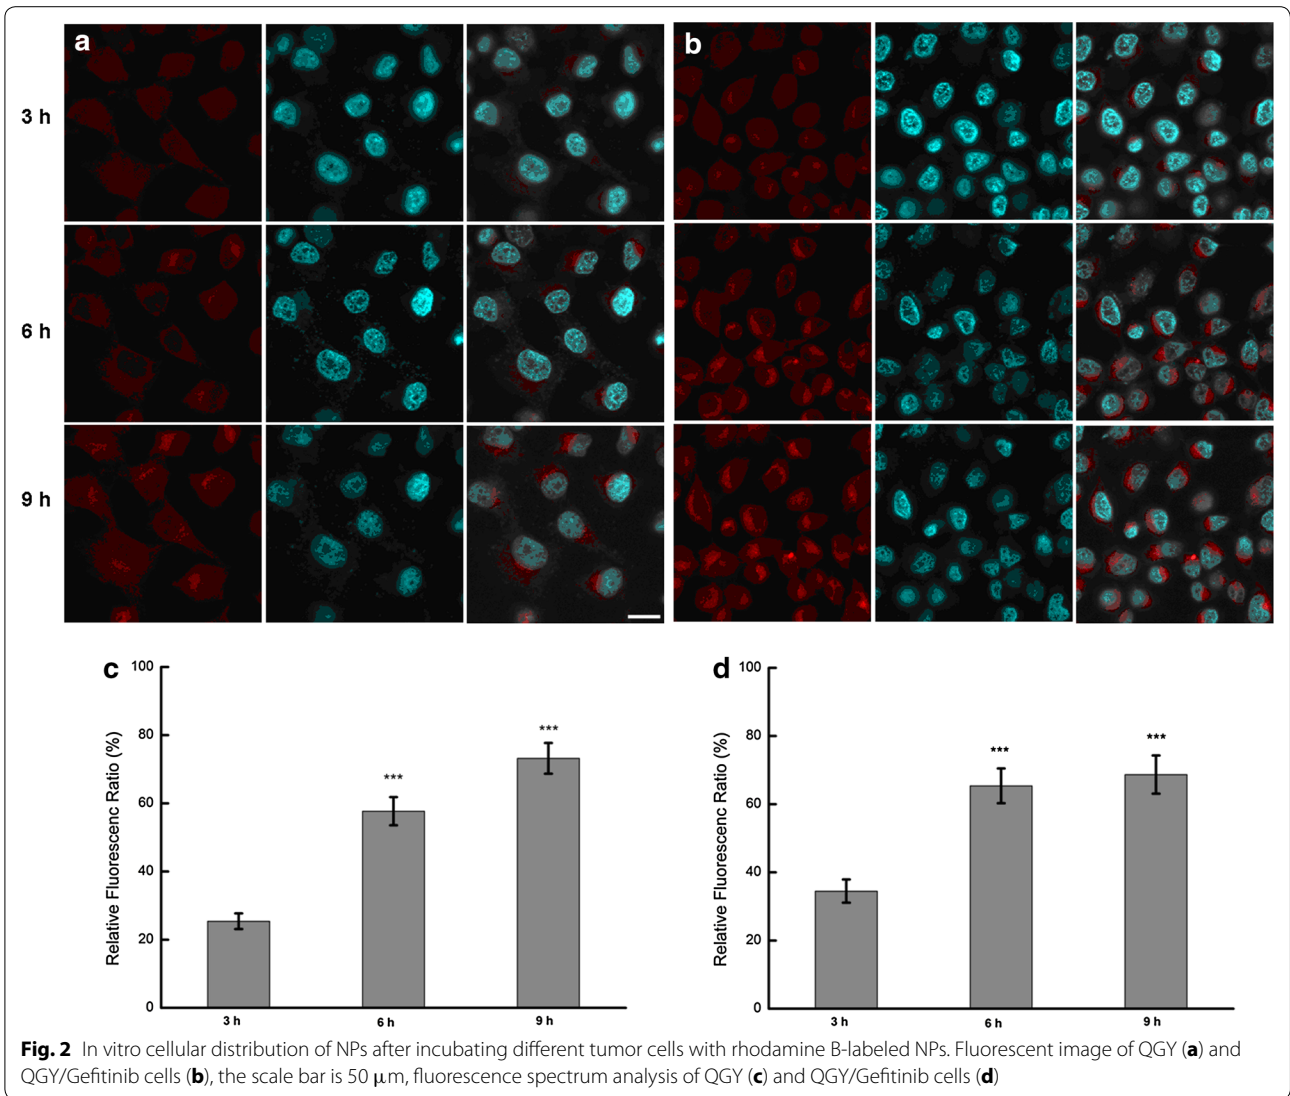 a
b
3 h
6 h
9 h
c
100
80
60
40
20
0
Relative Fluorescenc Ratio (%)
***
***
3 h
6 h
9 h
d
100
80
60
40
20
0
Relative Fluorescenc Ratio (%)
***
***
3 h
6 h
9 h
Fig. 2 In vitro cellular distribution of NPs after incubating different tumor cells with rhodamine B-labeled NPs. Fluorescent image of QGY (a) and
QGY/Gefitinib cells (b), the scale bar is 50 μm, fluorescence spectrum analysis of QGY (c) and QGY/Gefitinib cells (d)